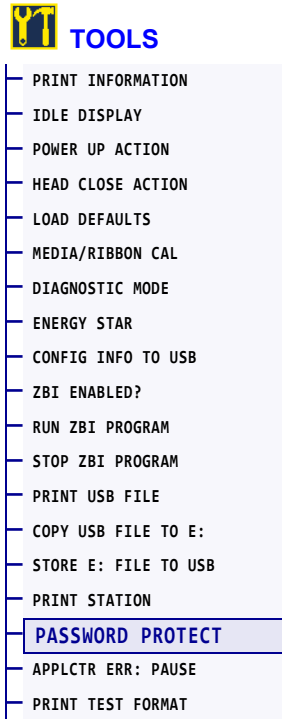 TOOLS
PRINT INFORMATION
IDLE DISPLAY
POWER UP ACTION
HEAD CLOSE ACTION
LOAD DEFAULTS
MEDIA/RIBBON CAL
DIAGNOSTIC MODE
ENERGY STAR
CONFIG INFO TO USB
ZBI ENABLED?
RUN ZBI PROGRAM
STOP ZBI PROGRAM
PRINT USB FILE
COPY USB FILE TO E:
STORE E: FILE TO USB
PRINT STATION
PASSWORD PROTECT
APPLCTR ERR: PAUSE
PRINT TEST FORMAT